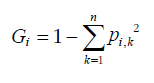 $G_i = 1 - \sum_{k=1}^{n} p_{i,k}^2$